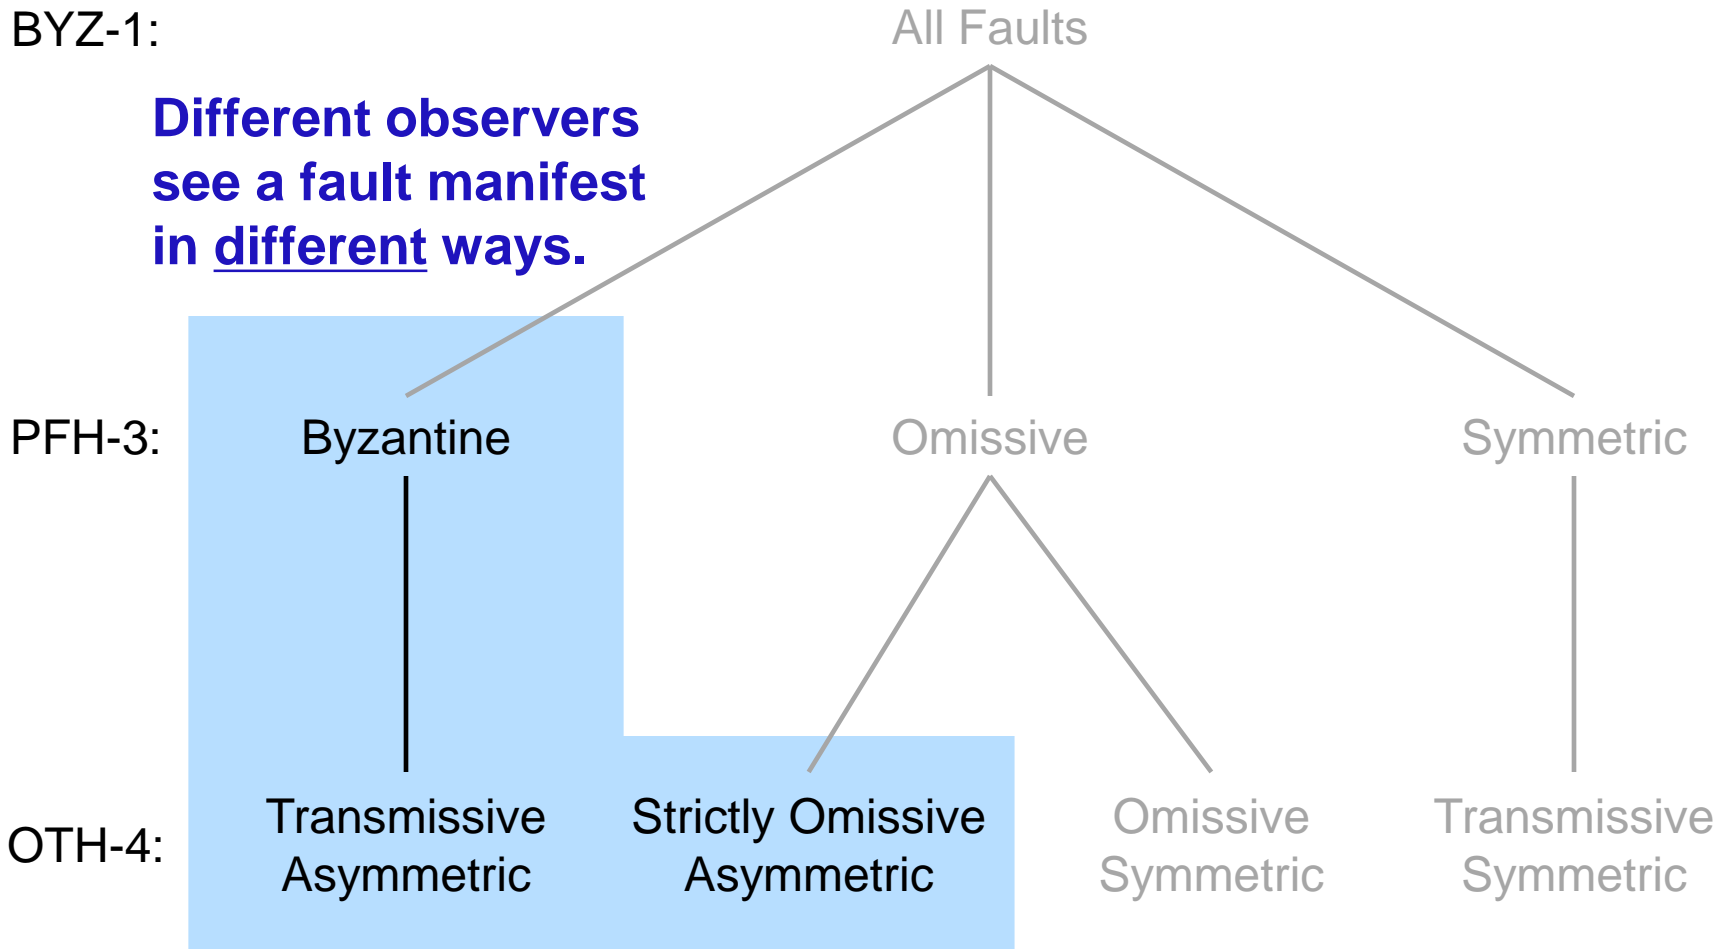 BYZ-1:
All Faults
Different observers
see a fault manifest
in different ways.
PFH-3:
Byzantine
Omissive
Symmetric
OTH-4:
Transmissive
Asymmetric
Strictly Omissive
Asymmetric
Omissive
Symmetric
Transmissive
Symmetric